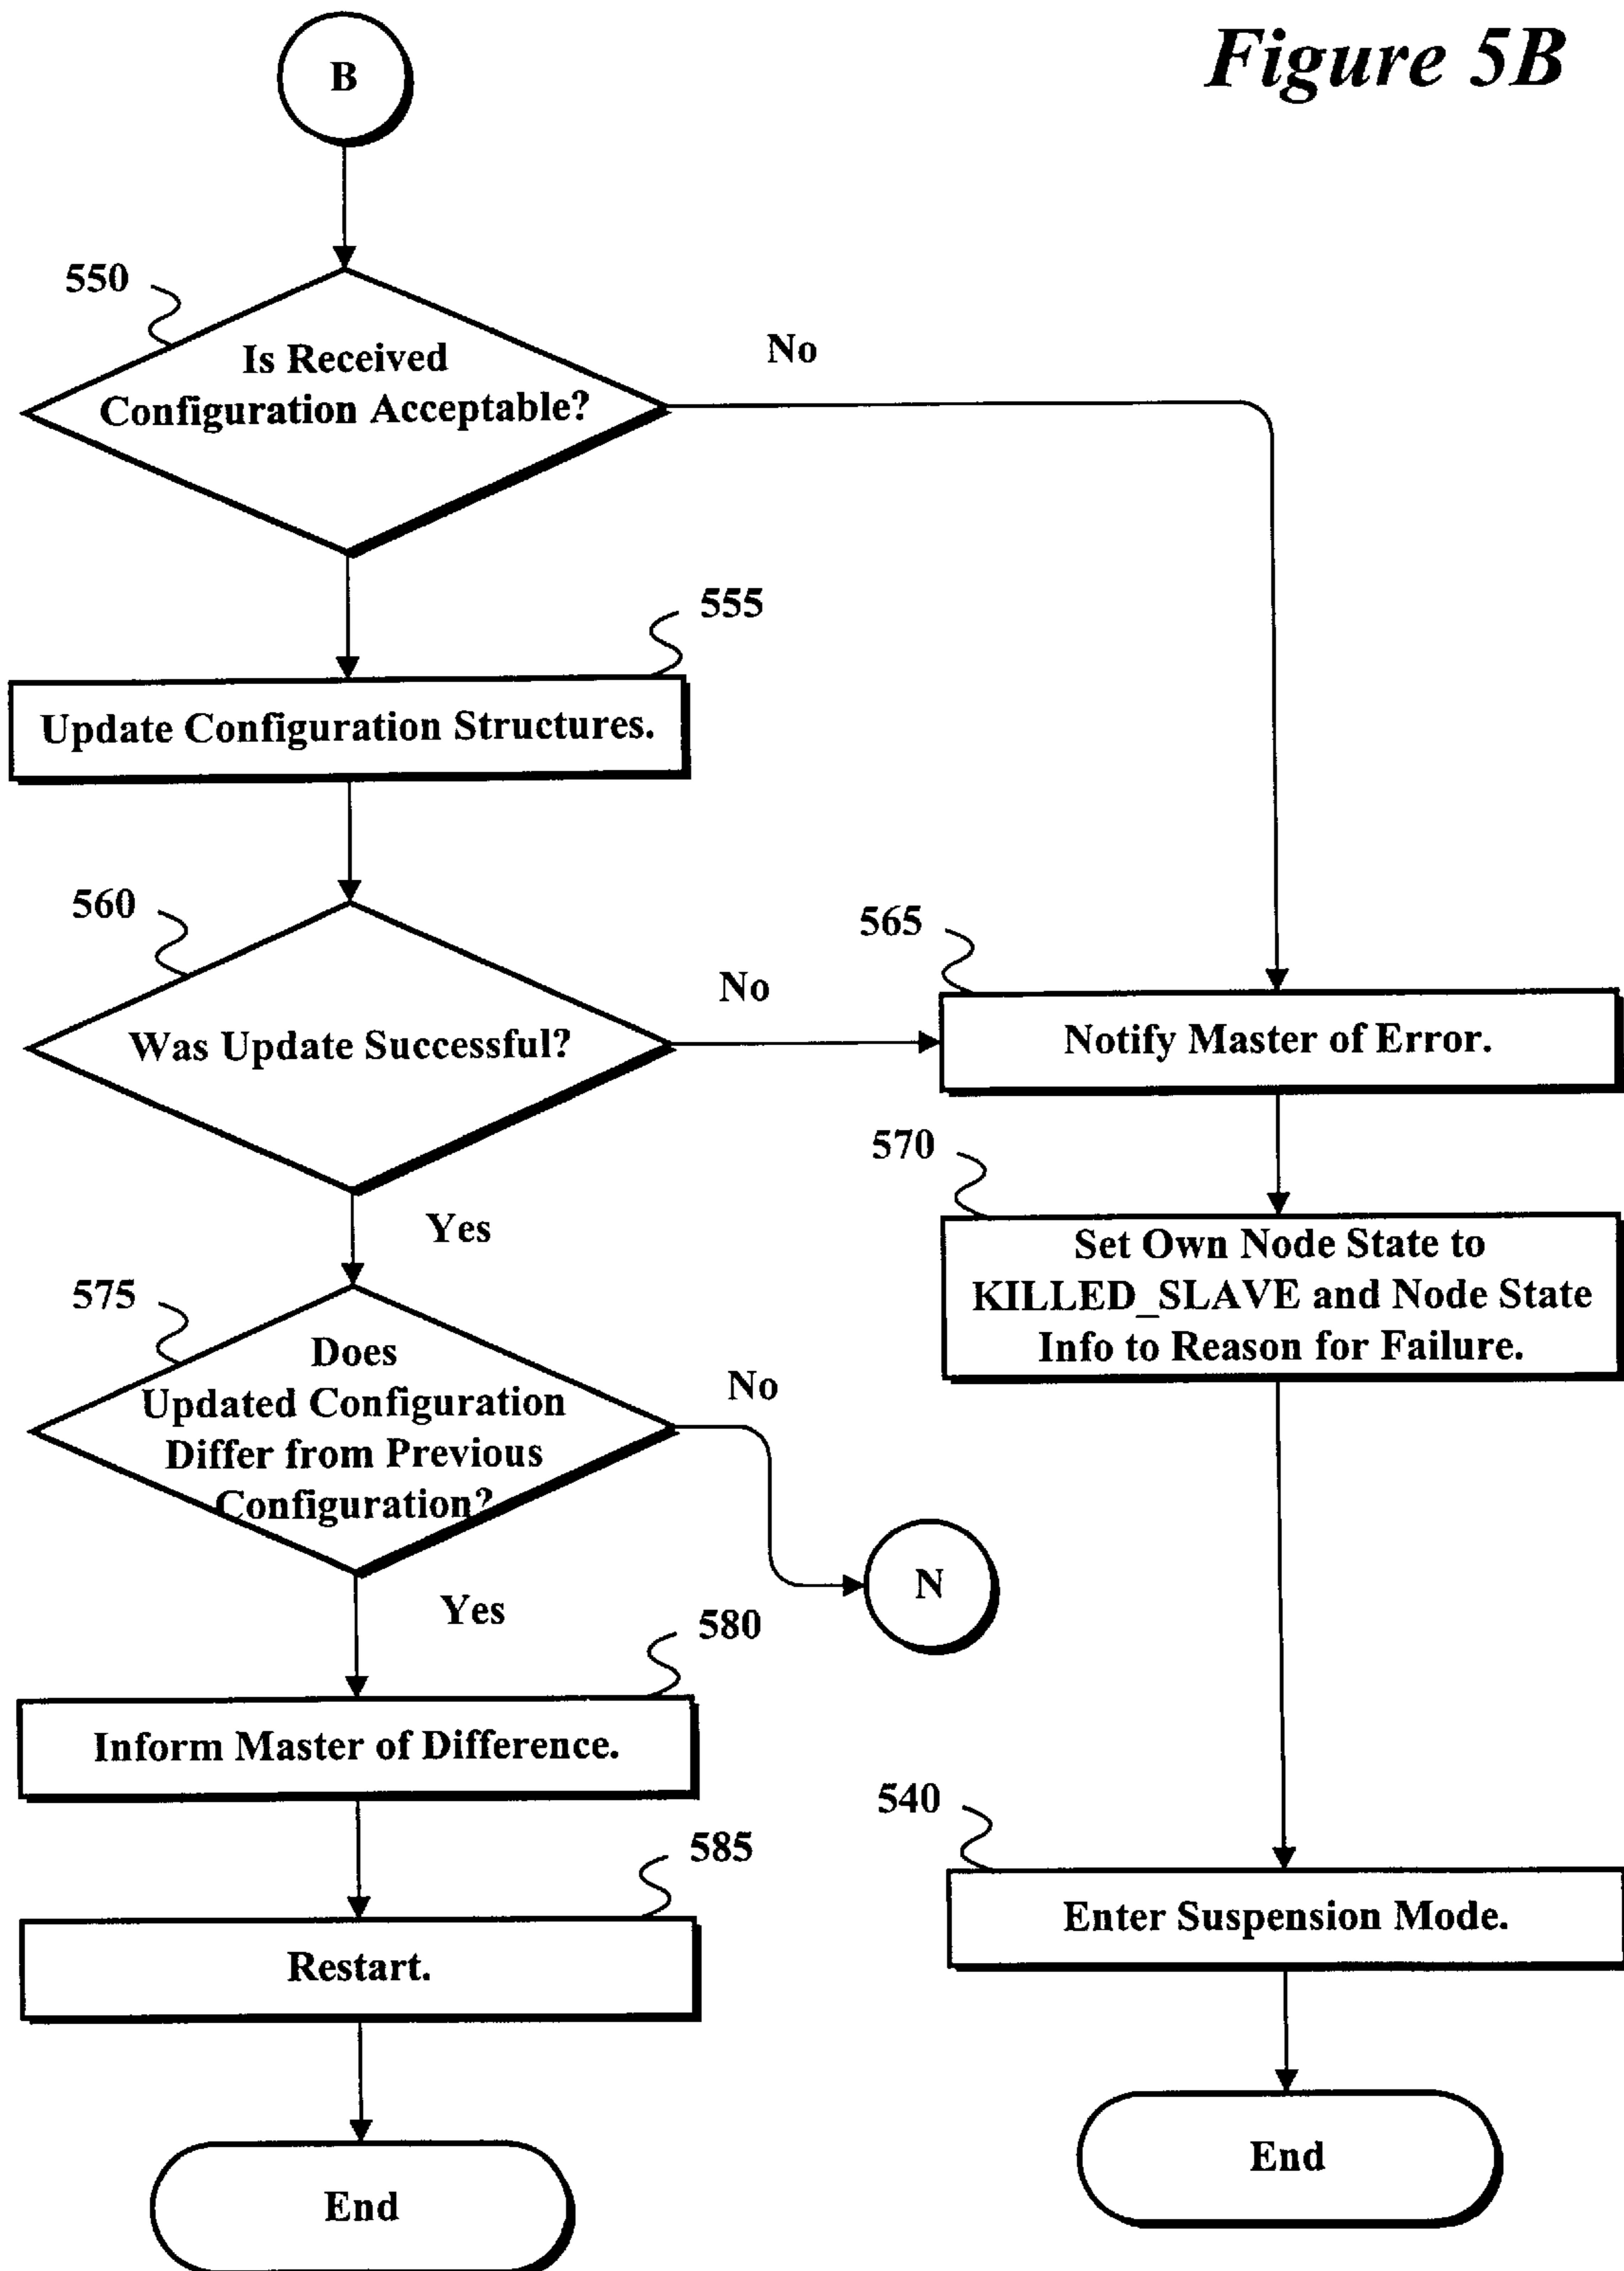 Figure 5B
B
550
Is Received
Configuration Acceptable?
No
555
Update Configuration Structures.
560
Was Update Successful?
No
565
Notify Master of Error.
570
Set Own Node State to
KILLED_SLAVE and Node State
Info to Reason for Failure.
Yes
575
Does
Updated Configuration
Differ from Previous
Configuration?
No
N
Yes
580
Inform Master of Difference.
585
Restart.
540
Enter Suspension Mode.
End
End